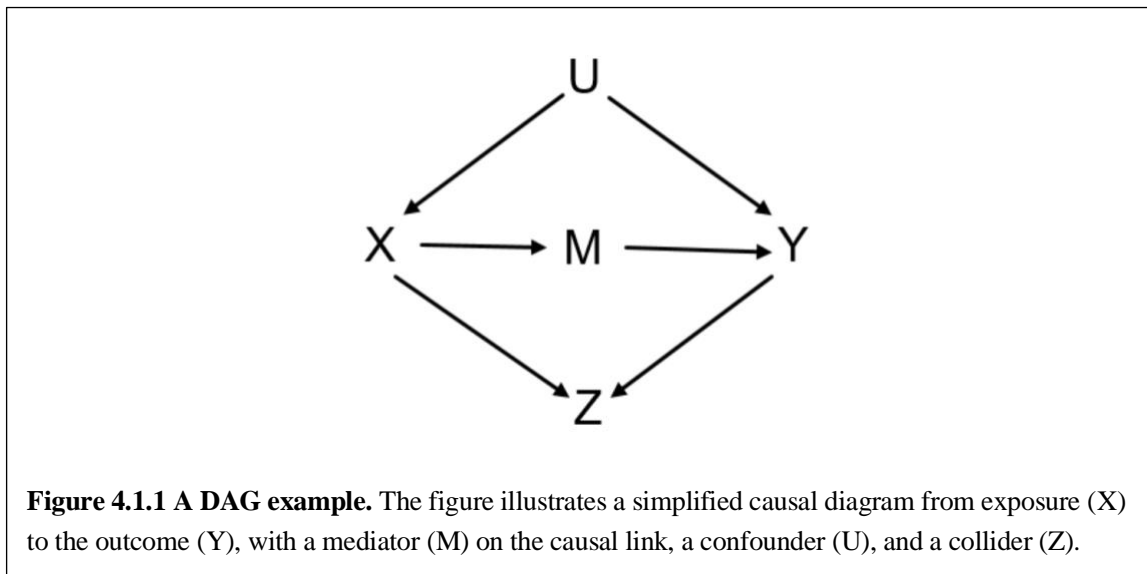 U
X M Y
Z
Figure 4.1.1 A DAG example. The figure illustrates a simplified causal diagram from exposure (X)
to the outcome (Y), with a mediator (M) on the causal link, a confounder (U), and a collider (Z).